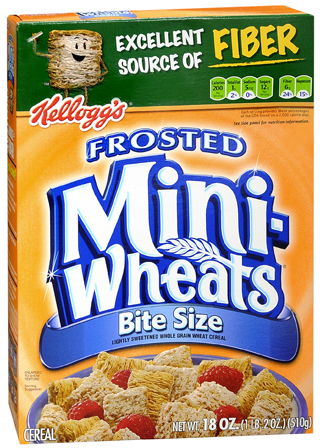 EXCELLENT
SOURCE OF FIBER
Kellogg's
FROSTED
Mini-
Wheats
Bite Size
LIGHTLY SWEETENED WHOLE GRAIN WHEAT CEREAL
CEREAL
NET WT. 18 OZ. (1 LB. 2 OZ.) (510g)